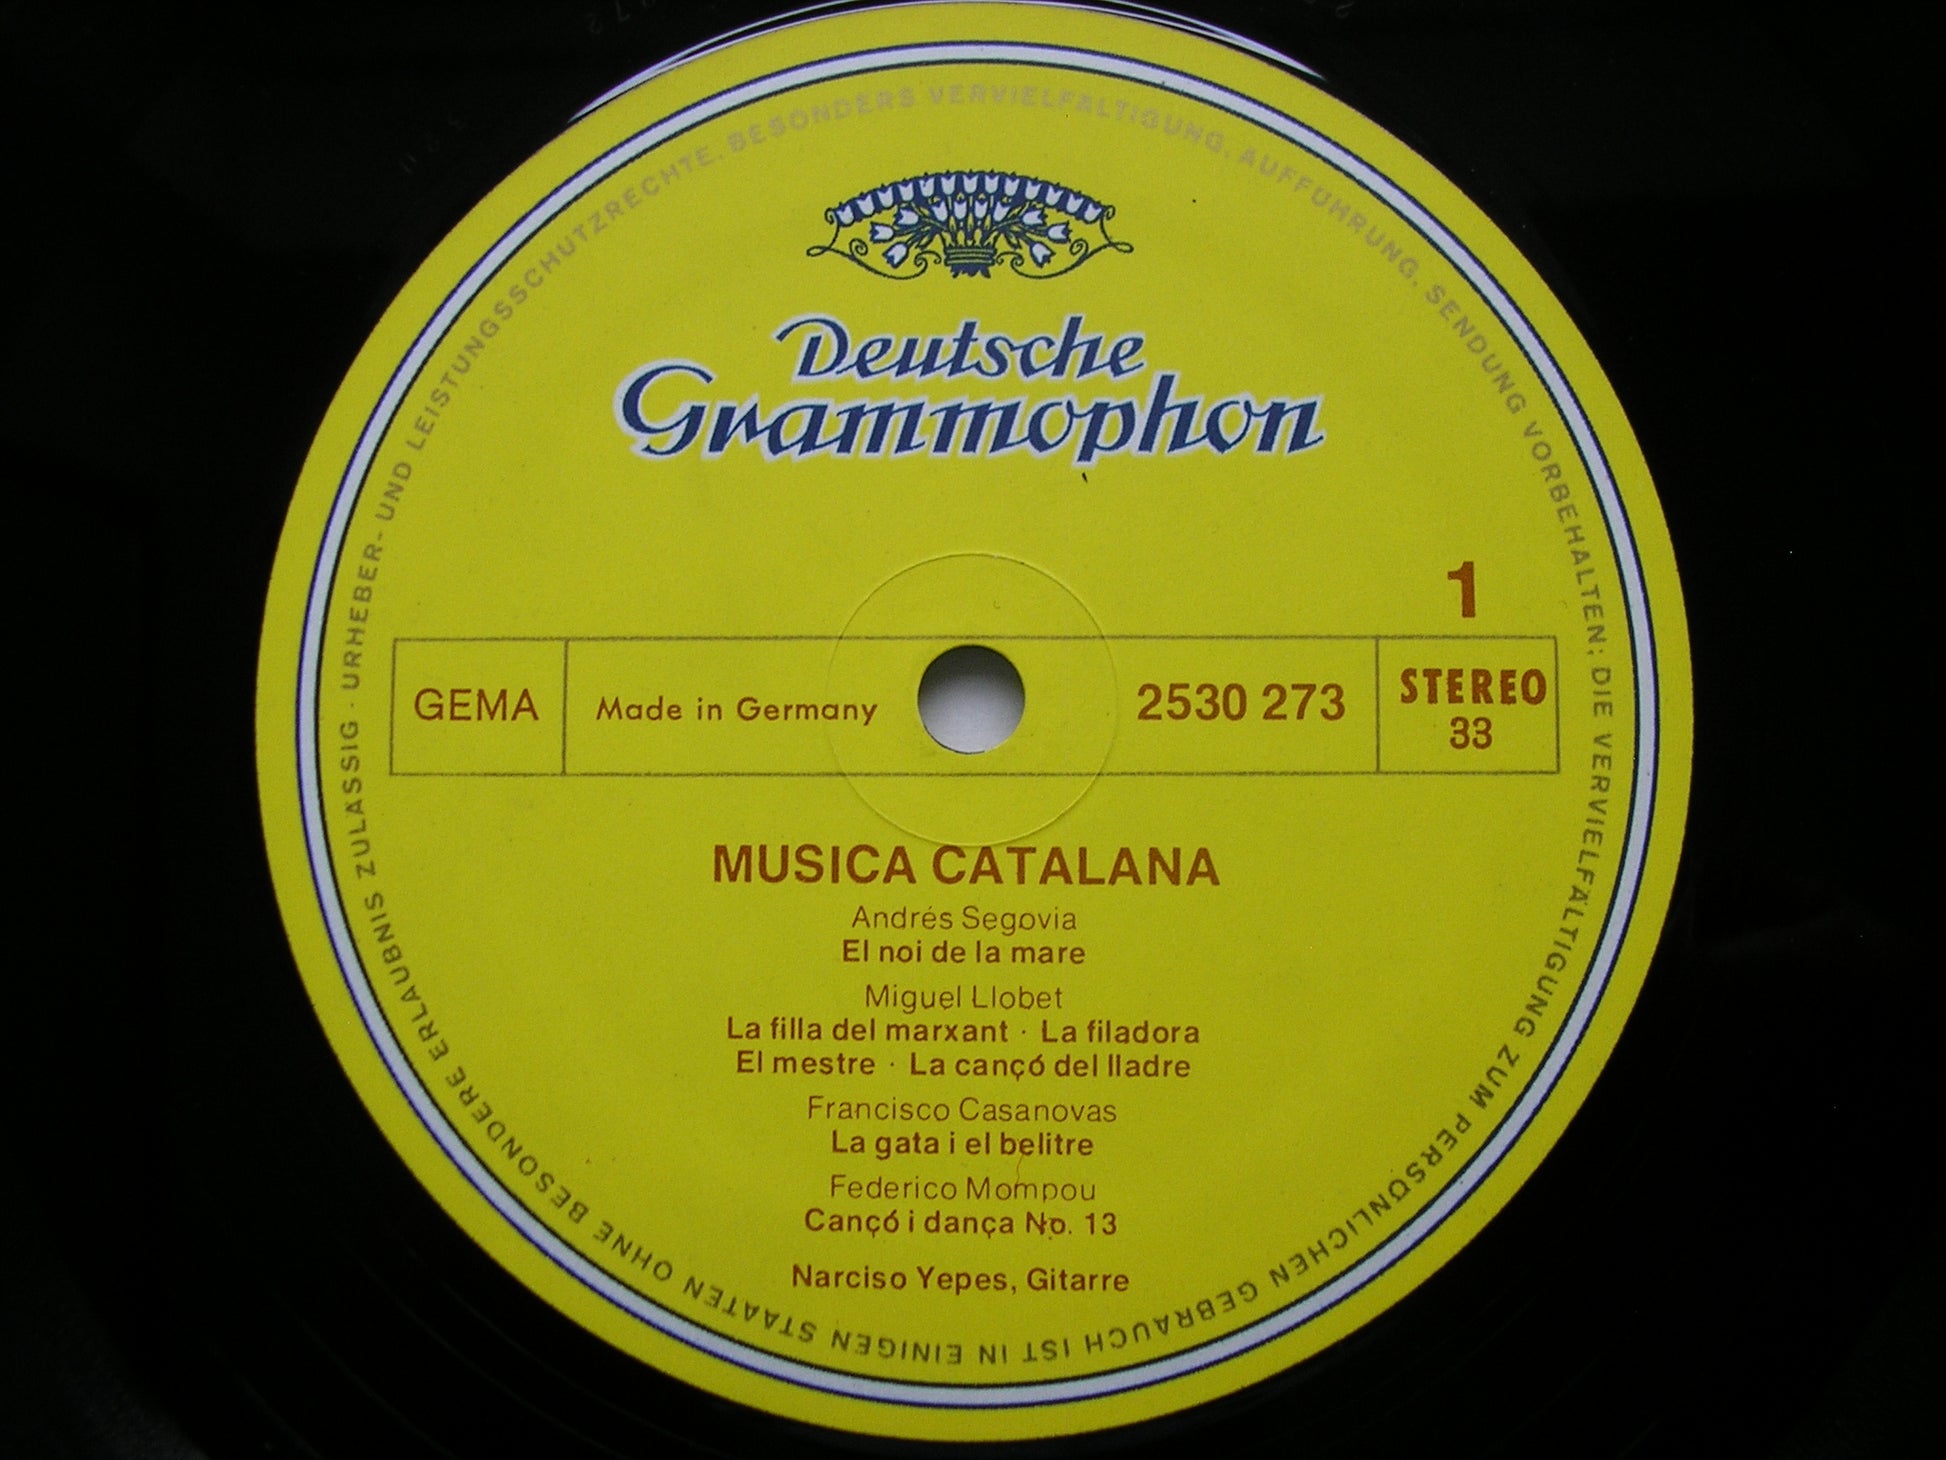 Deutsche
Grammophon
1
GEMA
Made in Germany
2530 273
STEREO
33
MUSICA CATALANA
Andrés Segovia
El noi de la mare
Miguel Llobet
La filla del marxant · La filadora
El mestre · La cançó del lladre
Francisco Casanovas
La gata i el belitre
Federico Mompou
Cançó i dança No. 13
Narciso Yepes, Gitarre
URHEBER- UND LEISTUNGSSCHUTZRECHTE, BESONDERS VERVIELFÄLTIGUNG, AUFFÜHRUNG, SENDUNG VORBEHALTEN; DIE VERVIELFÄLTIGUNG ZUM PERSÖNLICHEN GEBRAUCH IST IN EINIGEN STAATEN OHNE BESONDERE ERLAUBNIS ZULÄSSIG ·